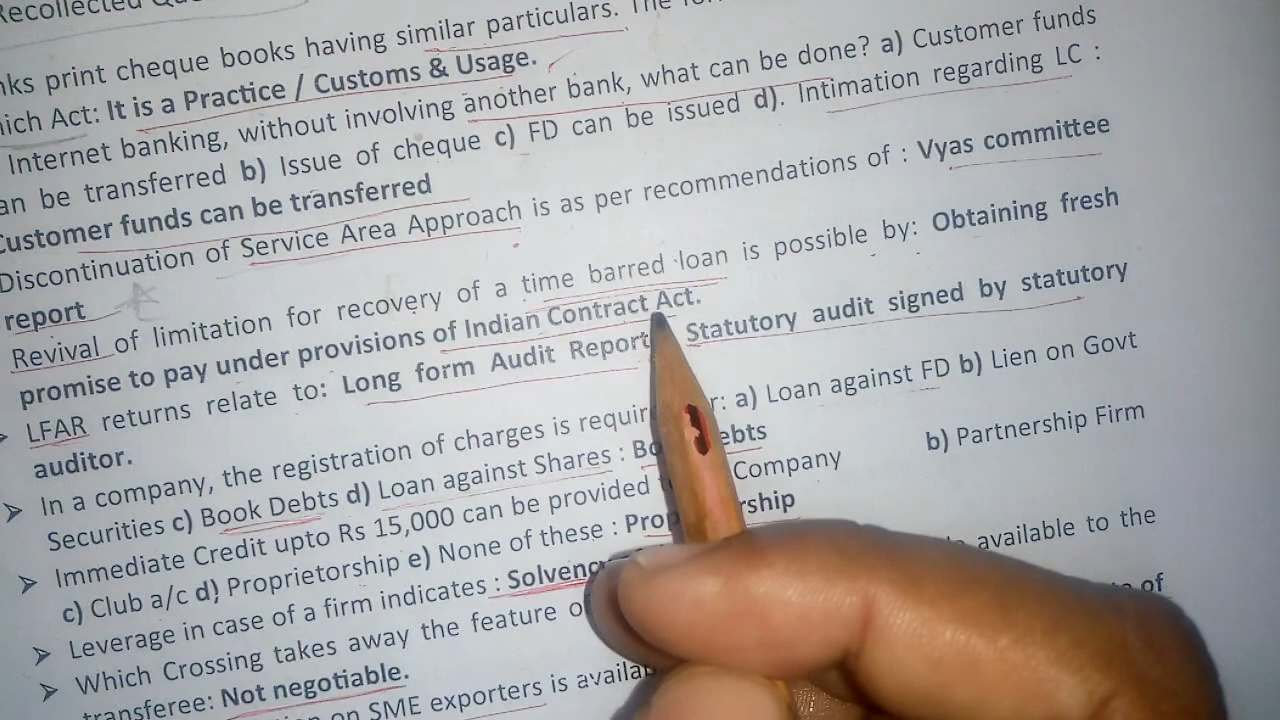 Recollected
nks print cheque books having similar particulars. The
hich Act: It is a Practice / Customs & Usage.
Internet banking, without involving another bank, what can be done? a) Customer funds
an be transferred b) Issue of cheque c) FD can be issued d). Intimation regarding LC :
Customer funds can be transferred
Discontinuation of Service Area Approach is as per recommendations of : Vyas committee
report
Revival of limitation for recovery of a time barred loan is possible by: Obtaining fresh
promise to pay under provisions of Indian Contract Act.
LFAR returns relate to: Long form Audit Report Statutory audit signed by statutory
auditor.
➤ In a company, the registration of charges is requir r: a) Loan against FD b) Lien on Govt
Securities c) Book Debts d) Loan against Shares : Bo ebts
➤ Immediate Credit upto Rs 15,000 can be provided Company b) Partnership Firm
c) Club a/c d) Proprietorship e) None of these : Prop rship
➤ Leverage in case of a firm indicates : Solvenc
➤ Which Crossing takes away the feature o available to the
transferee: Not negotiable.
on SME exporters is availab of